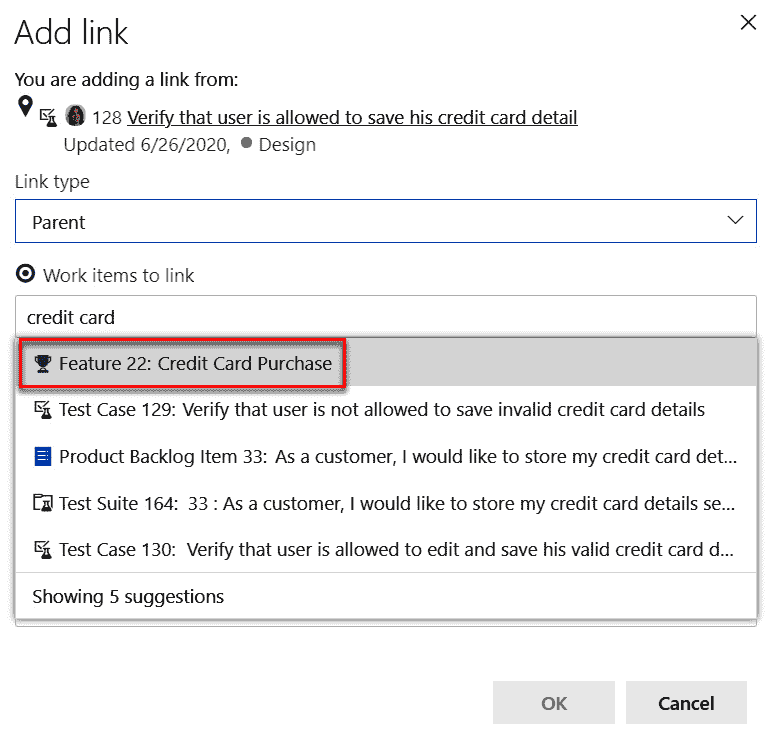 Add link
You are adding a link from:
128 Verify that user is allowed to save his credit card detail
Updated 6/26/2020, Design
Link type
Parent
Work items to link
credit card
Feature 22: Credit Card Purchase
Test Case 129: Verify that user is not allowed to save invalid credit card details
Product Backlog Item 33: As a customer, I would like to store my credit card det...
Test Suite 164: 33 : As a customer, I would like to store my credit card details se...
Test Case 130: Verify that user is allowed to edit and save his valid credit card d...
Showing 5 suggestions
OK Cancel